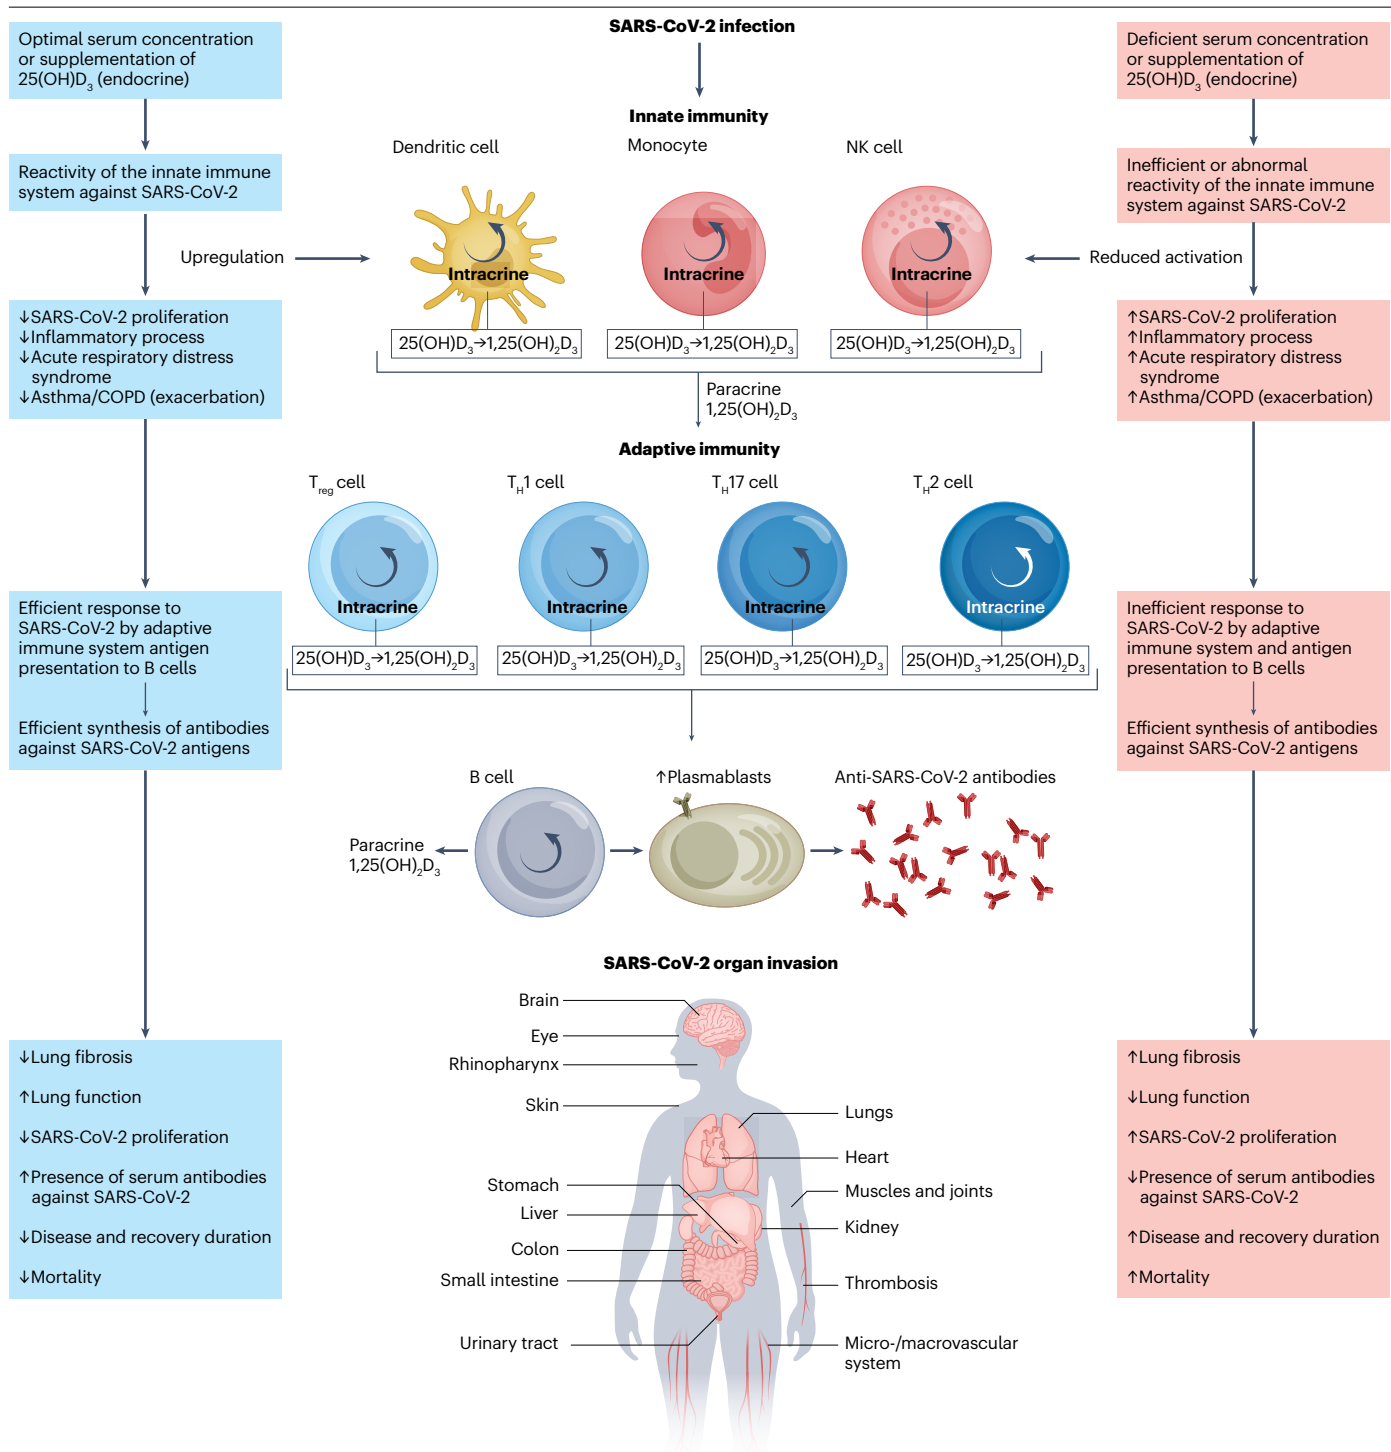 SARS-CoV-2 infection
Optimal serum concentration
or supplementation of
25(OH)D₃ (endocrine)
Reactivity of the innate immune
system against SARS-CoV-2
Upregulation
↓SARS-CoV-2 proliferation
↓Inflammatory process
↓Acute respiratory distress
syndrome
↓Asthma/COPD (exacerbation)
Efficient response to
SARS-CoV-2 by adaptive
immune system antigen
presentation to B cells
Efficient synthesis of antibodies
against SARS-CoV-2 antigens
↓Lung fibrosis
↑Lung function
↓SARS-CoV-2 proliferation
↑Presence of serum antibodies
against SARS-CoV-2
↓Disease and recovery duration
↓Mortality
Innate immunity
Dendritic cell
Monocyte
NK cell
Intracrine
Intracrine
Intracrine
25(OH)D₃→1,25(OH)₂D₃
25(OH)D₃→1,25(OH)₂D₃
25(OH)D₃→1,25(OH)₂D₃
Paracrine
1,25(OH)₂D₃
Adaptive immunity
T_reg cell
T_H1 cell
T_H17 cell
T_H2 cell
Intracrine
Intracrine
Intracrine
Intracrine
25(OH)D₃→1,25(OH)₂D₃
25(OH)D₃→1,25(OH)₂D₃
25(OH)D₃→1,25(OH)₂D₃
25(OH)D₃→1,25(OH)₂D₃
B cell
↑Plasmablasts
Anti-SARS-CoV-2 antibodies
Paracrine
1,25(OH)₂D₃
SARS-CoV-2 organ invasion
Brain
Eye
Rhinopharynx
Skin
Stomach
Liver
Colon
Small intestine
Urinary tract
Lungs
Heart
Muscles and joints
Kidney
Thrombosis
Micro-/macrovascular
system
Deficient serum concentration
or supplementation of
25(OH)D₃ (endocrine)
Inefficient or abnormal
reactivity of the innate immune
system against SARS-CoV-2
Reduced activation
↑SARS-CoV-2 proliferation
↑Inflammatory process
↑Acute respiratory distress
syndrome
↑Asthma/COPD (exacerbation)
Inefficient response to
SARS-CoV-2 by adaptive
immune system and antigen
presentation to B cells
Efficient synthesis of antibodies
against SARS-CoV-2 antigens
↑Lung fibrosis
↓Lung function
↑SARS-CoV-2 proliferation
↓Presence of serum antibodies
against SARS-CoV-2
↑Disease and recovery duration
↑Mortality